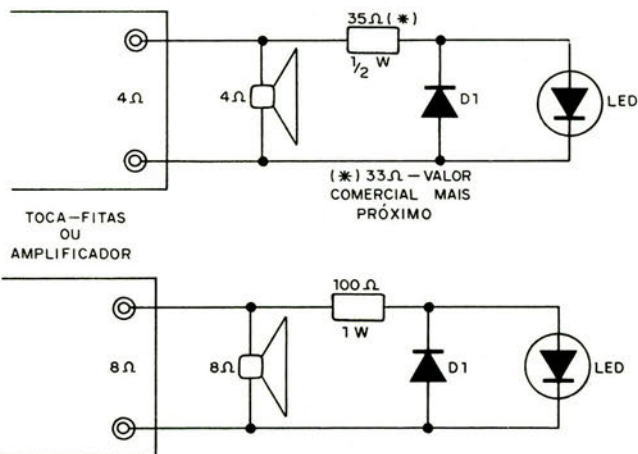 35Ω(*)
1/2 W
4Ω
4Ω
D1
LED
(*) 33Ω — VALOR
COMERCIAL MAIS
PRÓXIMO
TOCA-FITAS
OU
AMPLIFICADOR
100Ω
1 W
8Ω
8Ω
D1
LED